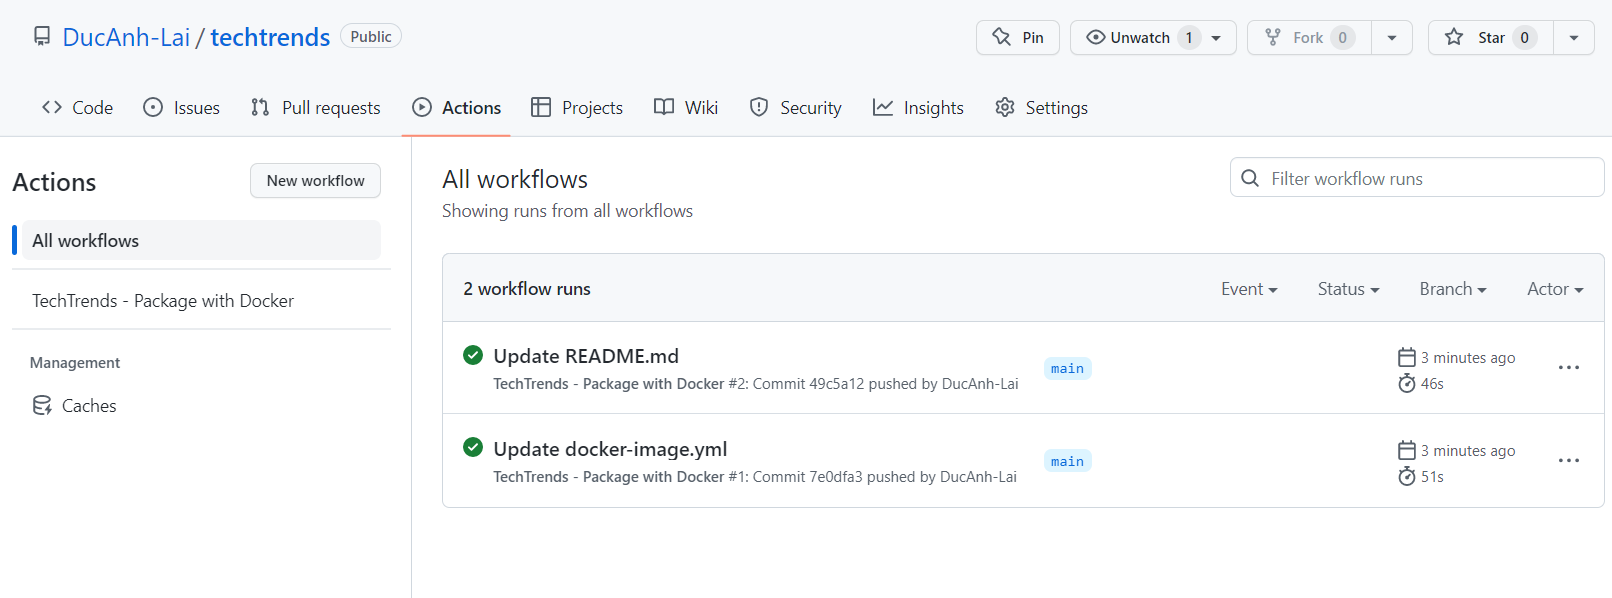 DucAnh-Lai / techtrends Public
Pin
Unwatch 1
Fork 0
Star 0
Code Issues Pull requests Actions Projects Wiki Security Insights Settings
Actions
New workflow
All workflows
TechTrends - Package with Docker
Management
Caches
All workflows
Showing runs from all workflows
Filter workflow runs
2 workflow runs
Event Status Branch Actor
Update README.md
TechTrends - Package with Docker #2: Commit 49c5a12 pushed by DucAnh-Lai
main
3 minutes ago
46s
Update docker-image.yml
TechTrends - Package with Docker #1: Commit 7e0dfa3 pushed by DucAnh-Lai
main
3 minutes ago
51s